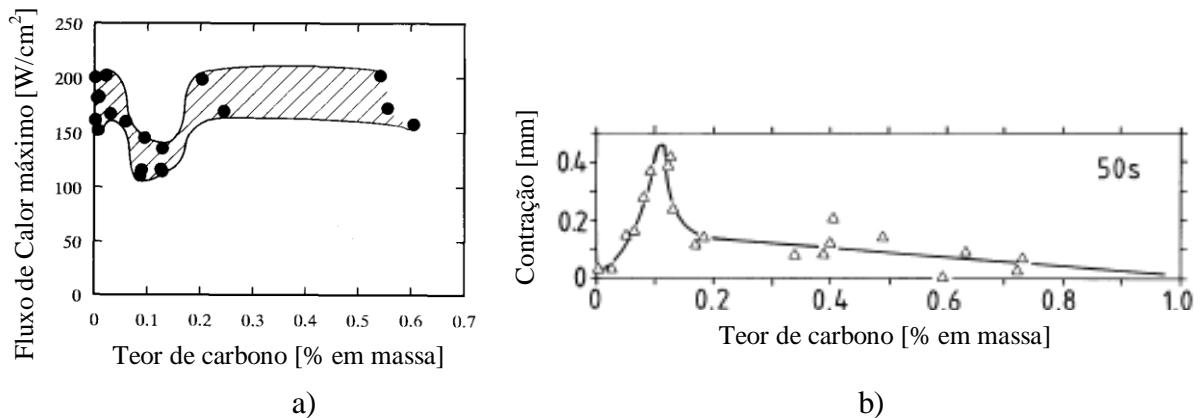 Fluxo de Calor máximo [W/cm²]
250
200
150
100
50
0
0 0.1 0.2 0.3 0.4 0.5 0.6 0.7
Teor de carbono [% em massa]
a)
Contração [mm]
0.4
0.2
0
50s
0 0.2 0.4 0.6 0.8 1.0
Teor de carbono [% em massa]
b)